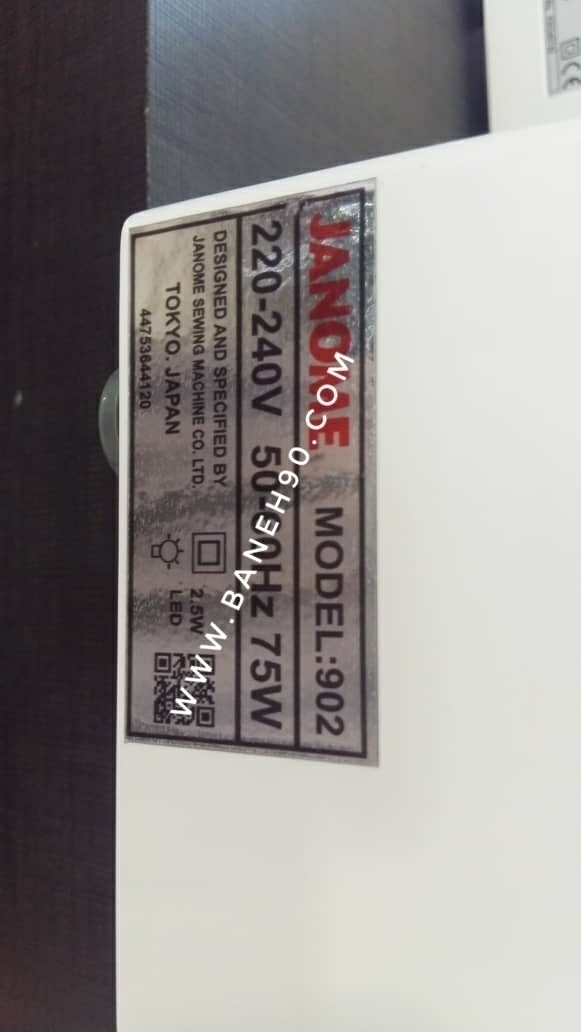 JANOME MODEL:902
220-240V 50-60Hz 75W
DESIGNED AND SPECIFIED BY
JANOME SEWING MACHINE CO. LTD.
TOKYO. JAPAN
44753644120
2.5W
LED
WWW.BANEH90.COM